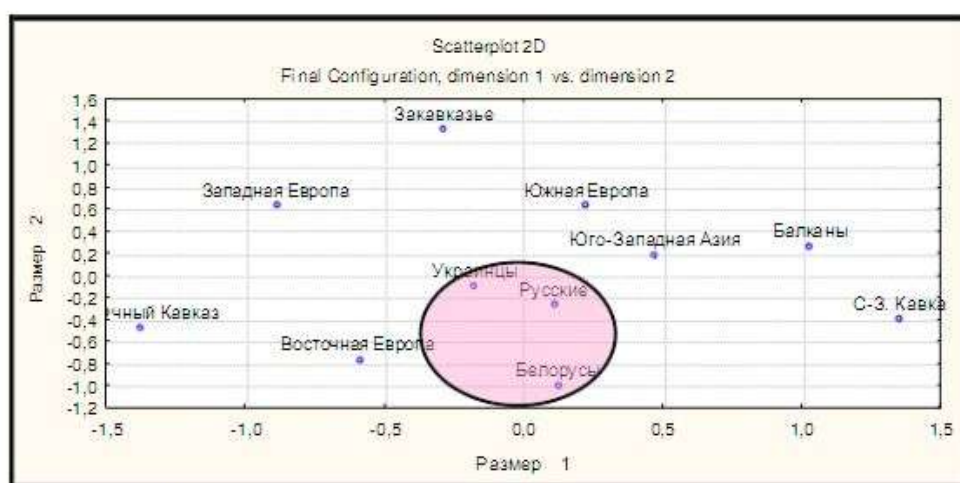 Scatterplot 2D
Final Configuration, dimension 1 vs. dimension 2
1,6
1,4
1,2
1,0
0,8
0,6
0,4
0,2
0,0
-0,2
-0,4
-0,6
-0,8
-1,0
-1,2
Размер 2
Закавказье
Западная Европа
Южная Европа
Юго-Западная Азия
Балканы
Украинцы
Русские
чный Кавказ
С-З. Кавка
Восточная Европа
Белорусы
-1,5 -1,0 -0,5 0,0 0,5 1,0 1,5
Размер 1